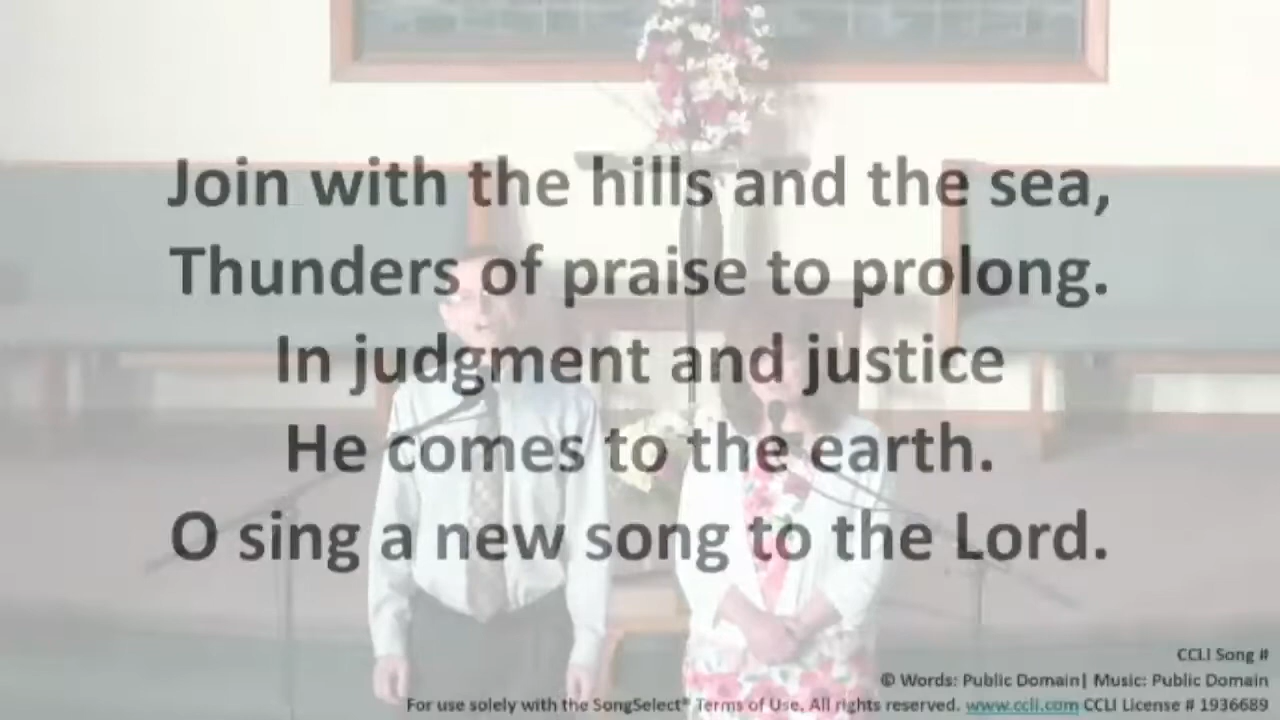 Join with the hills and the sea,
Thunders of praise to prolong.
In judgment and justice
He comes to the earth.
O sing a new song to the Lord.
CCLI Song #
© Words: Public Domain| Music: Public Domain
For use solely with the SongSelect® Terms of Use. All rights reserved. www.ccli.com CCLI License # 1936689